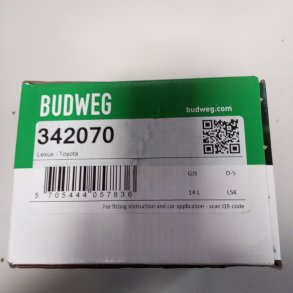 BUDWEG
budweg.com
342070
Lexus - Toyota
GJS D-S
14 L LSK
5 705444 057836
For fitting instruction and car application - scan QR-code